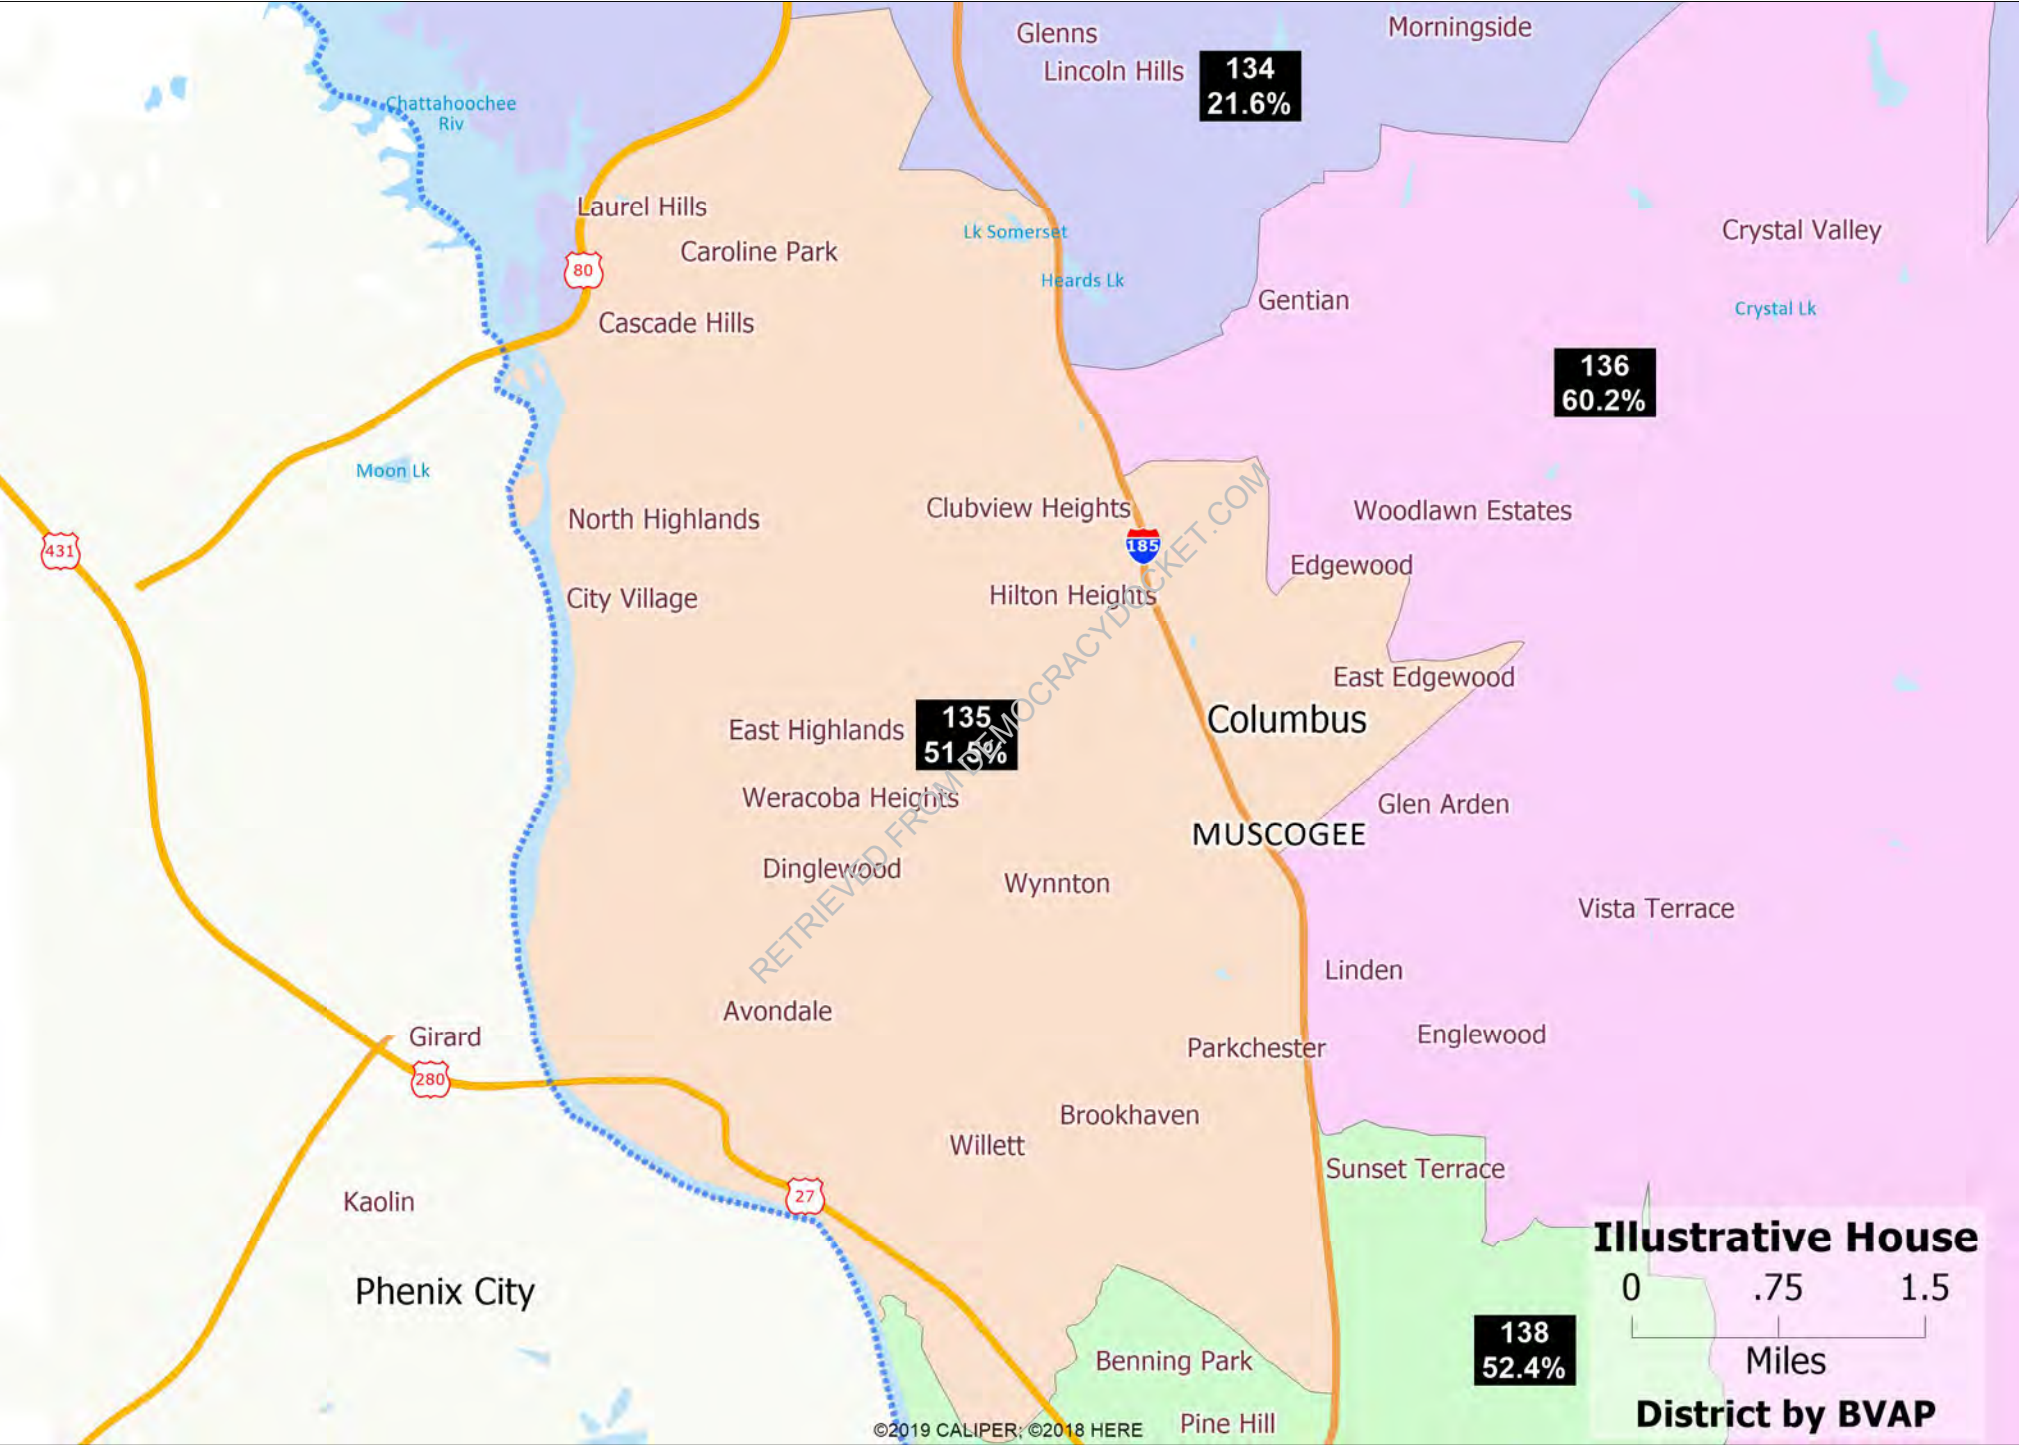 Glenns
Morningside
Lincoln Hills
134
21.6%
Chattahoochee
Riv
Laurel Hills
Caroline Park
Lk Somerset
Crystal Valley
80
Heards Lk
Gentian
Crystal Lk
Cascade Hills
136
60.2%
Moon Lk
North Highlands
Clubview Heights
Woodlawn Estates
431
185
Edgewood
City Village
Hilton Heights
East Edgewood
East Highlands
135
51.5%
Columbus
Weracoba Heights
Glen Arden
MUSCOGEE
Dinglewood
Wynnton
Vista Terrace
RETRIEVED FROM DEMOCRACYDOCKET.COM
Linden
Avondale
Girard
Englewood
Parkchester
280
Brookhaven
Willett
Sunset Terrace
27
Kaolin
Phenix City
Illustrative House
0 .75 1.5
Miles
District by BVAP
138
52.4%
Benning Park
Pine Hill
©2019 CALIPER; ©2018 HERE